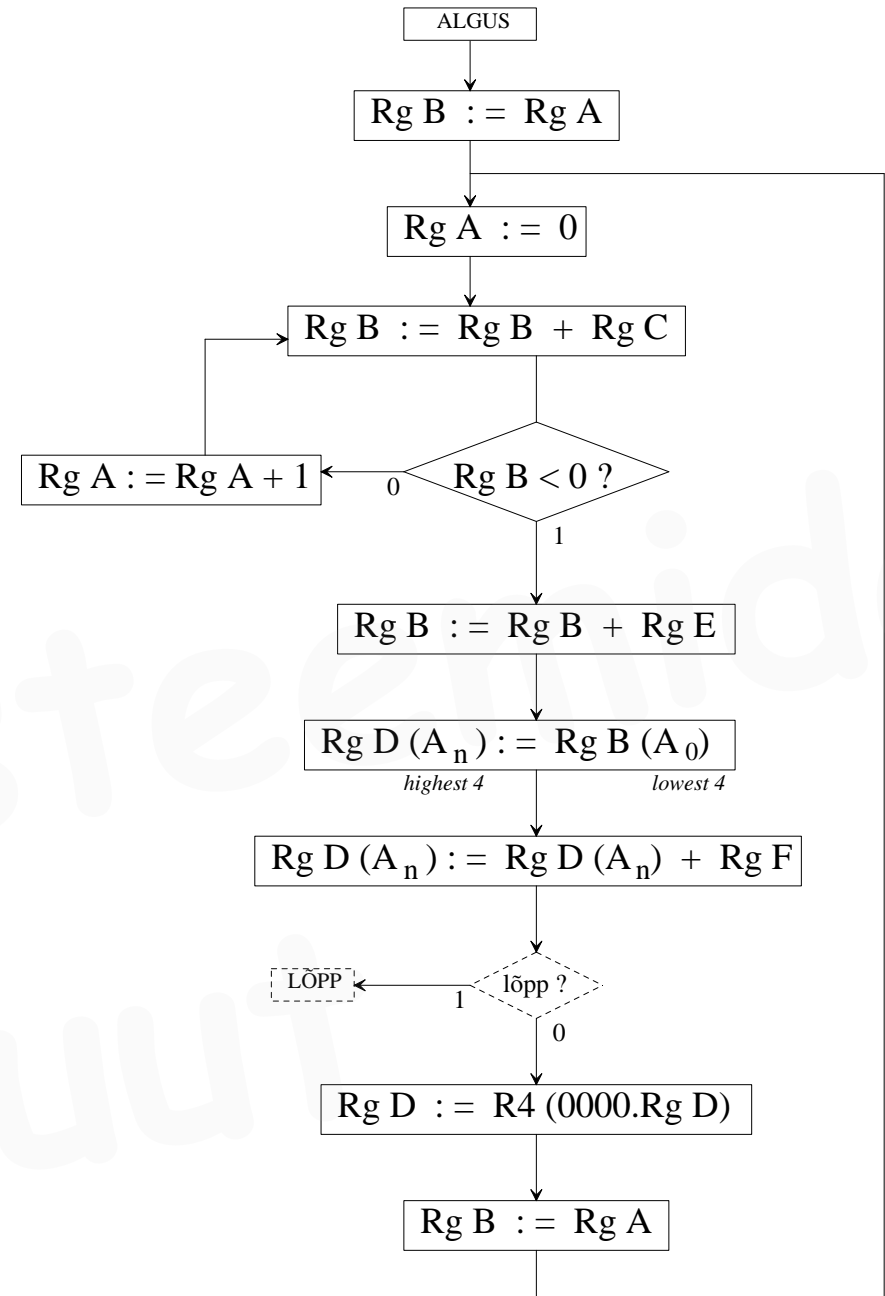 ALGUS
Rg B : = Rg A
Rg A : = 0
Rg B : = Rg B + Rg C
Rg A : = Rg A + 1
0
Rg B < 0 ?
1
Rg B : = Rg B + Rg E
Rg D (A n ) : = Rg B (A 0)
highest 4 lowest 4
Rg D (A n ) : = Rg D (A n) + Rg F
LÕPP
1
lõpp ?
0
Rg D : = R4 (0000.Rg D)
Rg B : = Rg A